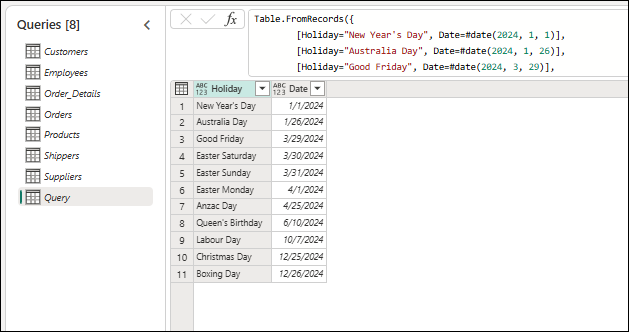 Queries [8]
Customers
Employees
Order_Details
Orders
Products
Shippers
Suppliers
Query
fx
Table.FromRecords({
[Holiday="New Year's Day", Date=#date(2024, 1, 1)],
[Holiday="Australia Day", Date=#date(2024, 1, 26)],
[Holiday="Good Friday", Date=#date(2024, 3, 29)],
ABC 123 Holiday ABC 123 Date
1 New Year's Day 1/1/2024
2 Australia Day 1/26/2024
3 Good Friday 3/29/2024
4 Easter Saturday 3/30/2024
5 Easter Sunday 3/31/2024
6 Easter Monday 4/1/2024
7 Anzac Day 4/25/2024
8 Queen's Birthday 6/10/2024
9 Labour Day 10/7/2024
10 Christmas Day 12/25/2024
11 Boxing Day 12/26/2024